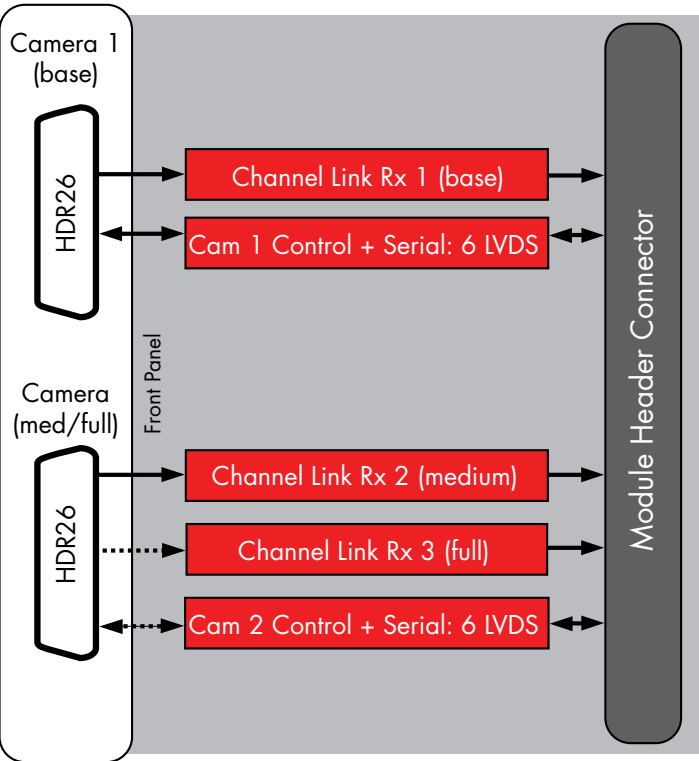 Camera 1
(base)
HDR26
Channel Link Rx 1 (base)
Cam 1 Control + Serial: 6 LVDS
Front Panel
Camera
(med/full)
HDR26
Channel Link Rx 2 (medium)
Channel Link Rx 3 (full)
Cam 2 Control + Serial: 6 LVDS
Module Header Connector